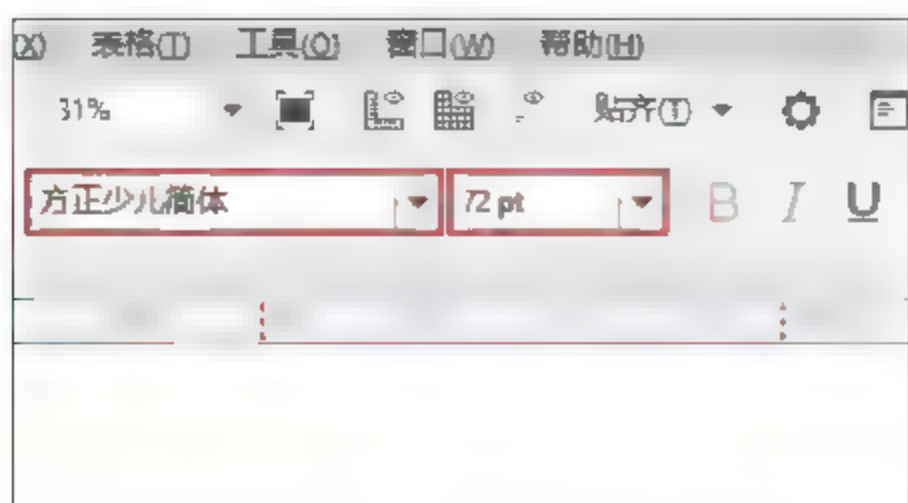 (X) 表格(T) 工具(O) 窗口(W) 帮助(H)
31% 贴齐(T)
方正少儿简体 72 pt B I U